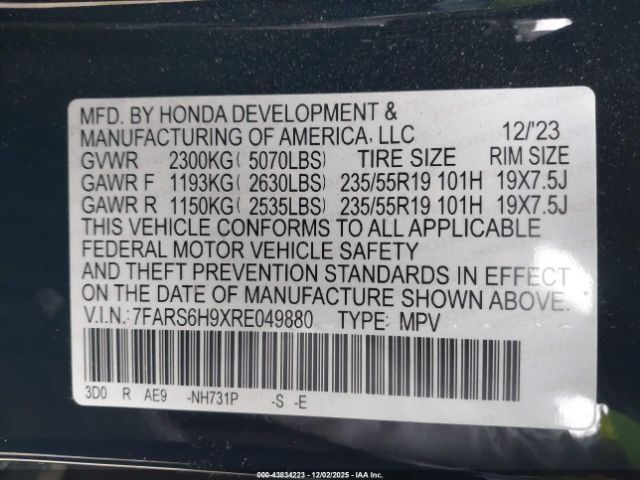 MFD. BY HONDA DEVELOPMENT &
MANUFACTURING OF AMERICA, LLC 12/'23
GVWR 2300KG( 5070LBS) TIRE SIZE RIM SIZE
GAWR F 1193KG( 2630LBS) 235/55R19 101H 19X7.5J
GAWR R 1150KG( 2535LBS) 235/55R19 101H 19X7.5J
THIS VEHICLE CONFORMS TO ALL APPLICABLE
FEDERAL MOTOR VEHICLE SAFETY
AND THEFT PREVENTION STANDARDS IN EFFECT
ON THE DATE OF MANUFACTURE SHOWN ABOVE.
V.I.N.:7FARS6H9XRE049880 TYPE: MPV
3D0 R AE9 -NH731P -S -E
© 2025 -43834223 - 12/02/2025 - IAA Inc.